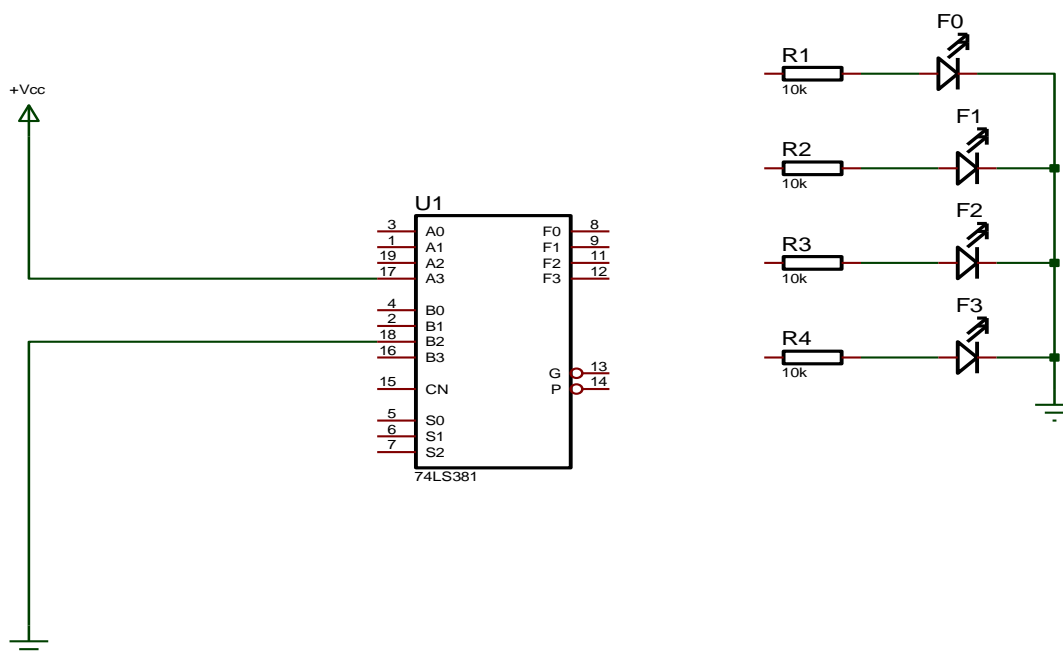 +Vcc
U1
3 A0 F0 8
1 A1 F1 9
19 A2 F2 11
17 A3 F3 12
4 B0
2 B1
18 B2
16 B3
G 13
15 CN P 14
5 S0
6 S1
7 S2
74LS381
F0
R1
10k
F1
R2
10k
F2
R3
10k
F3
R4
10k